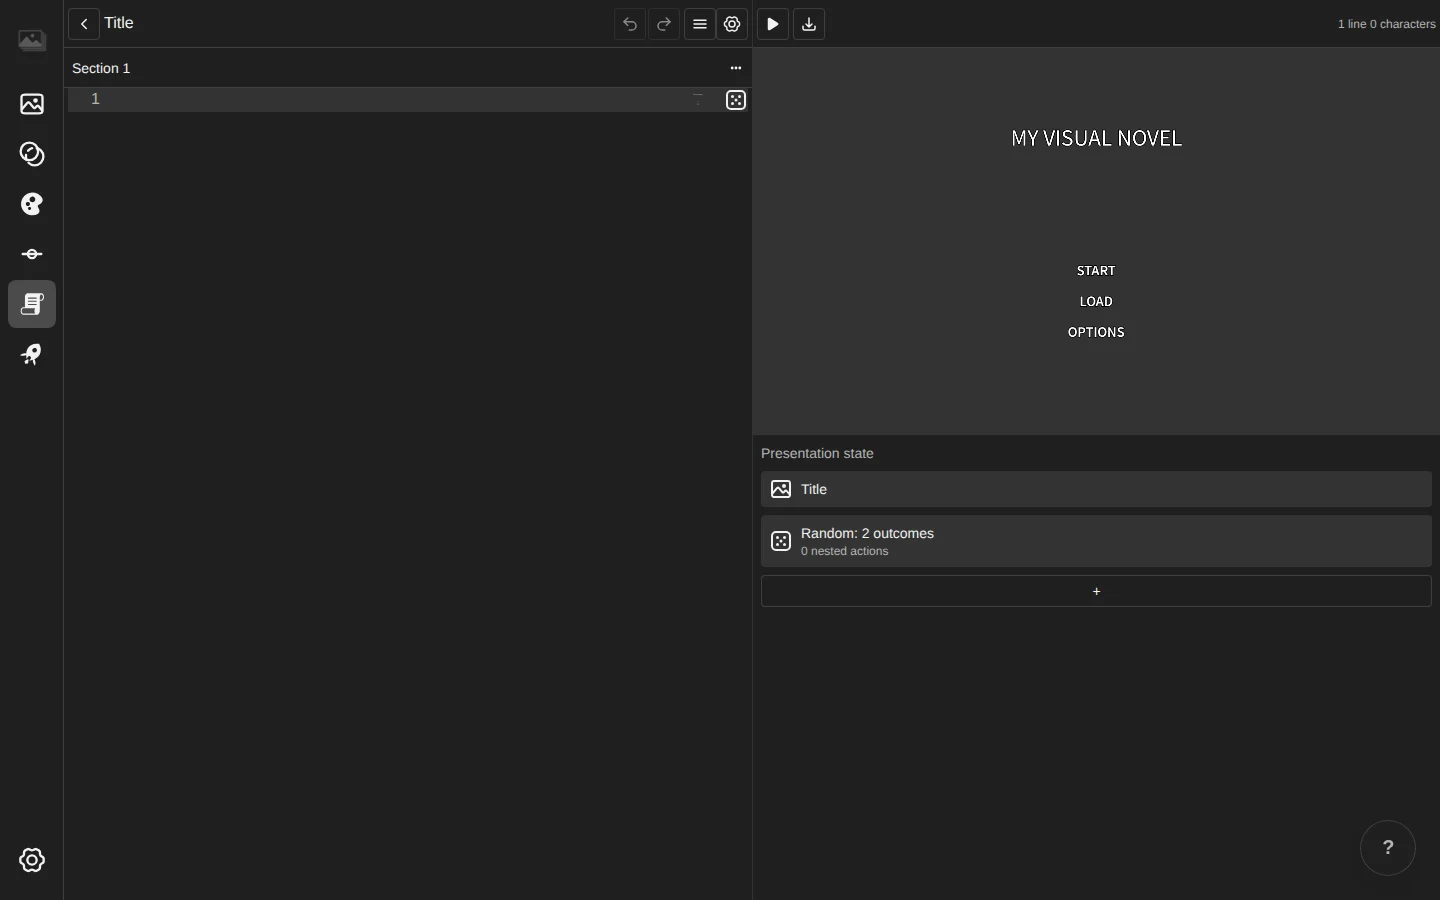 Title
1 line 0 characters
Section 1
1
MY VISUAL NOVEL
START
LOAD
OPTIONS
Presentation state
Title
Random: 2 outcomes
0 nested actions
+
?